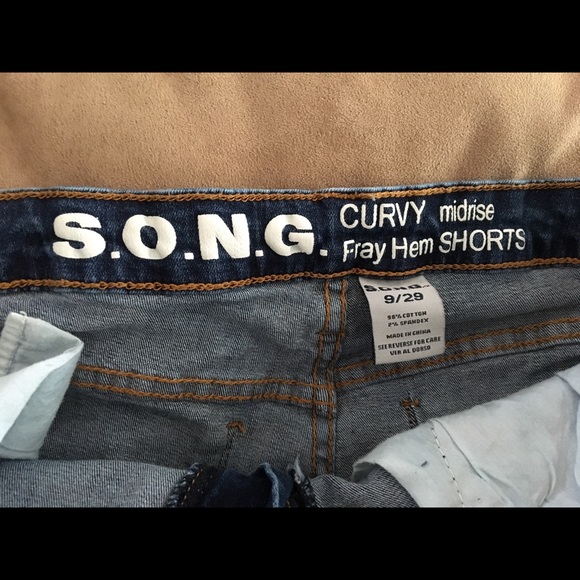 S.O.N.G. CURVY midrise
Fray Hem SHORTS
S.O.N.G.
9/29
98% COTTON
2% SPANDEX
MADE IN CHINA
SEE REVERSE FOR CARE
VER AL DORSO